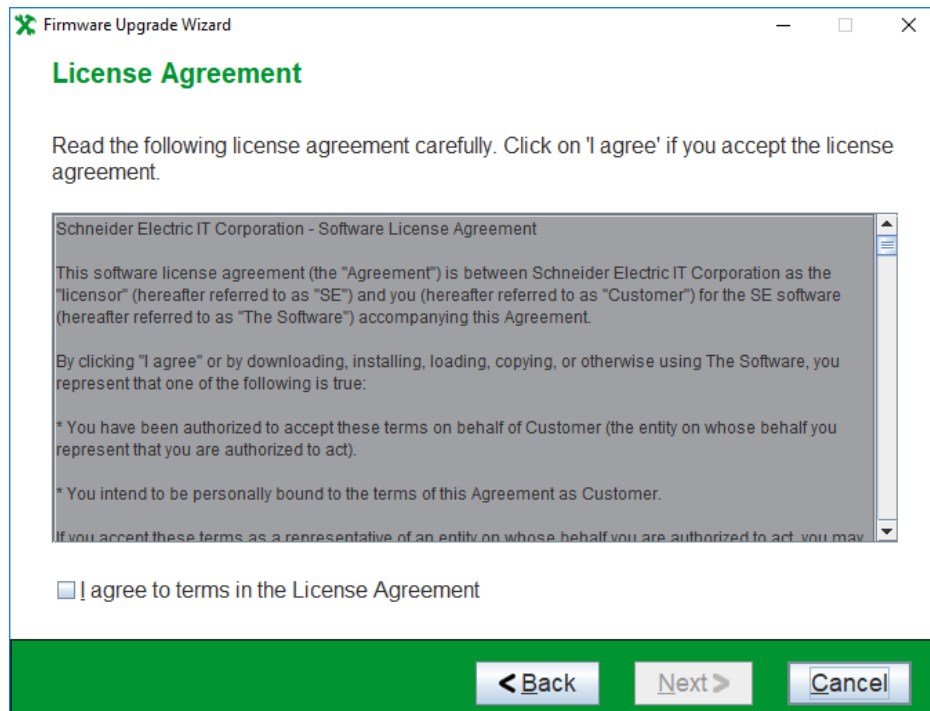 Firmware Upgrade Wizard
License Agreement
Read the following license agreement carefully. Click on 'I agree' if you accept the license
agreement.
Schneider Electric IT Corporation - Software License Agreement
This software license agreement (the "Agreement") is between Schneider Electric IT Corporation as the
"licensor" (hereafter referred to as "SE") and you (hereafter referred to as "Customer") for the SE software
(hereafter referred to as "The Software") accompanying this Agreement.
By clicking "I agree" or by downloading, installing, loading, copying, or otherwise using The Software, you
represent that one of the following is true:
* You have been authorized to accept these terms on behalf of Customer (the entity on whose behalf you
represent that you are authorized to act).
* You intend to be personally bound to the terms of this Agreement as Customer.
If you accept these terms as a representative of an entity on whose behalf you are authorized to act, you may
I agree to terms in the License Agreement
< Back
Next >
Cancel